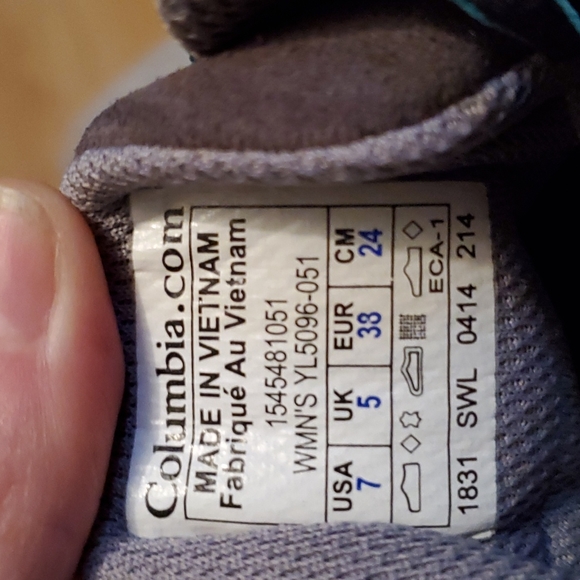 Columbia.com
MADE IN VIETNAM
Fabriqué Au Vietnam
1545481051
WMN'S YL5096-051
USA UK EUR CM
7 5 38 24
ECA-1
1831 SWL 0414 214